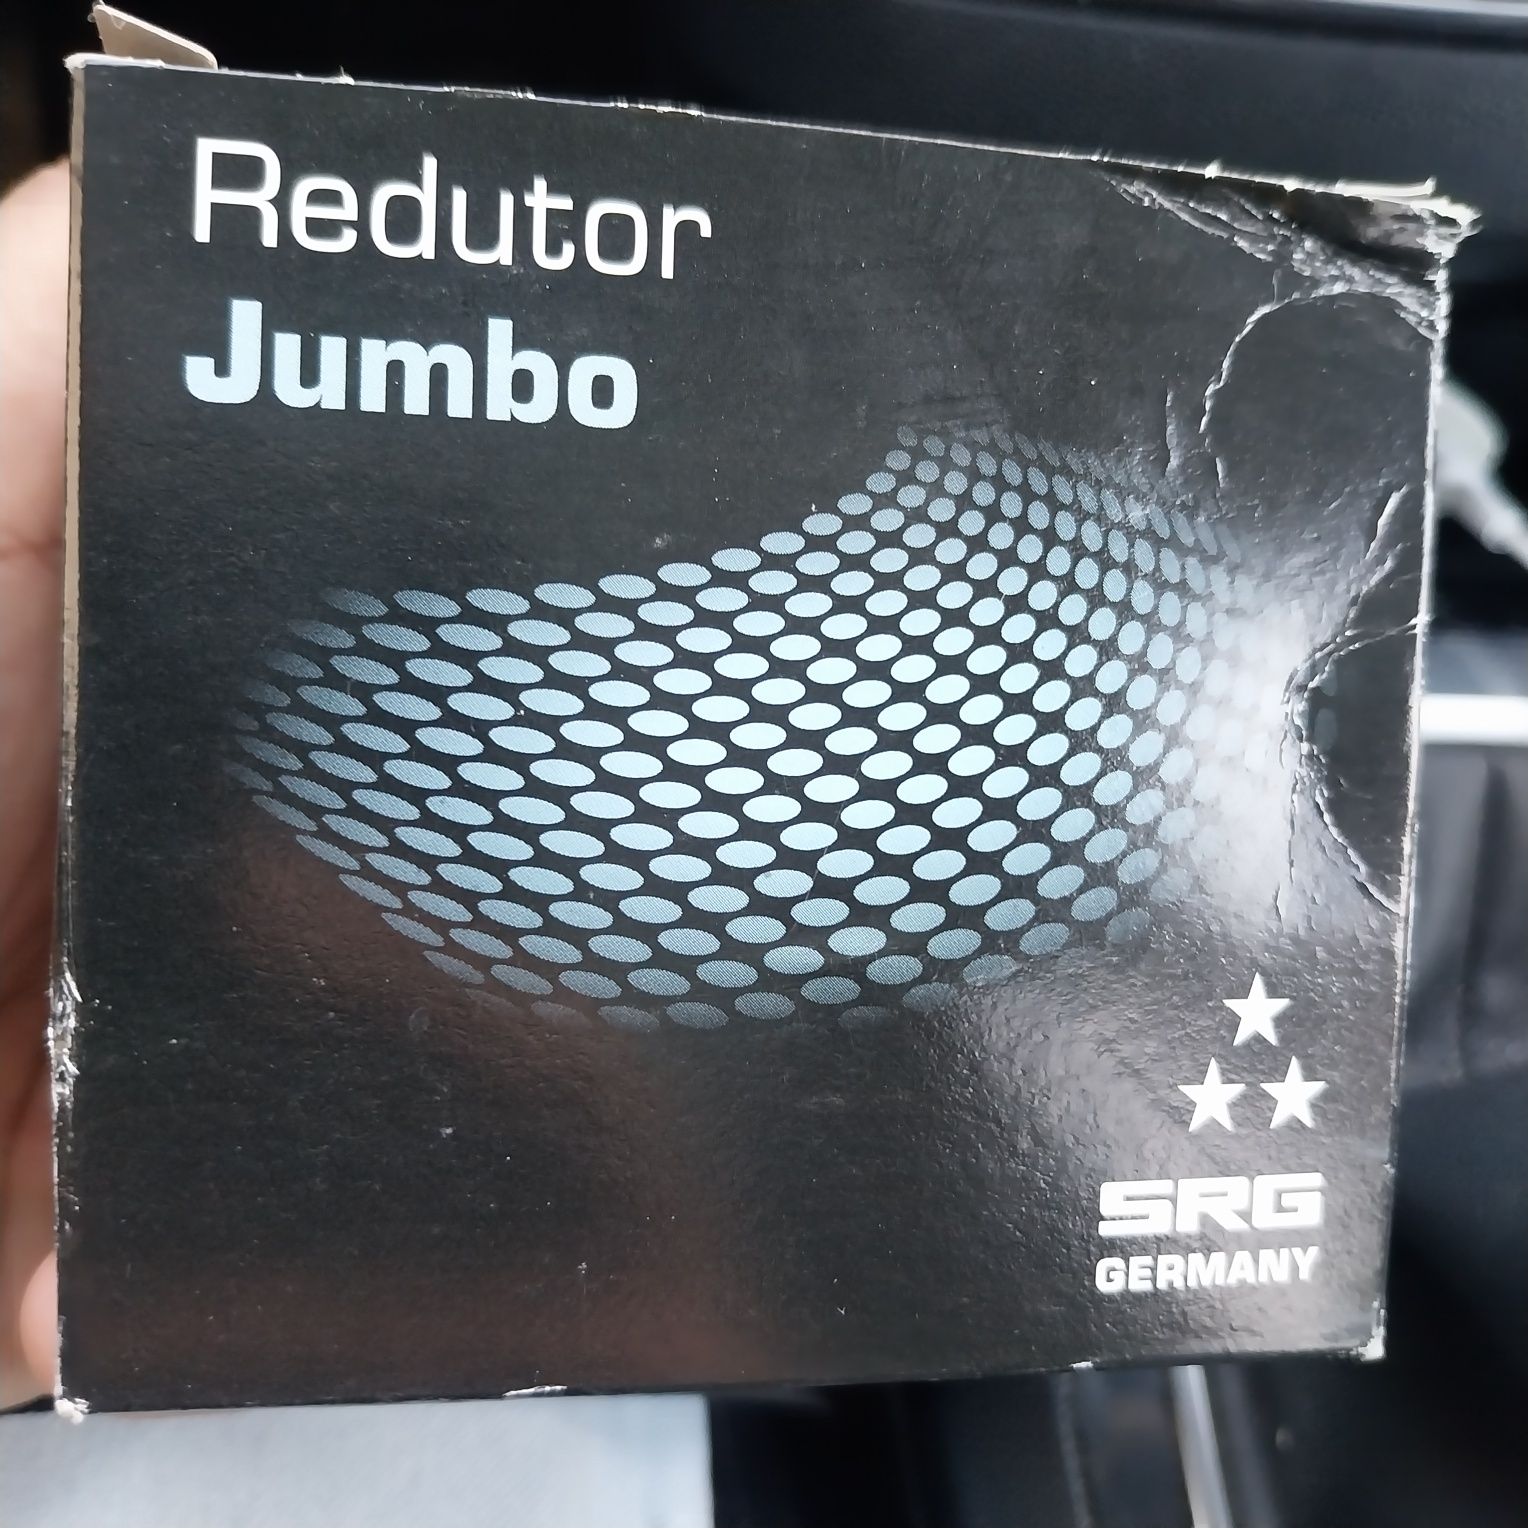 Redutor
Jumbo
SRG
GERMANY